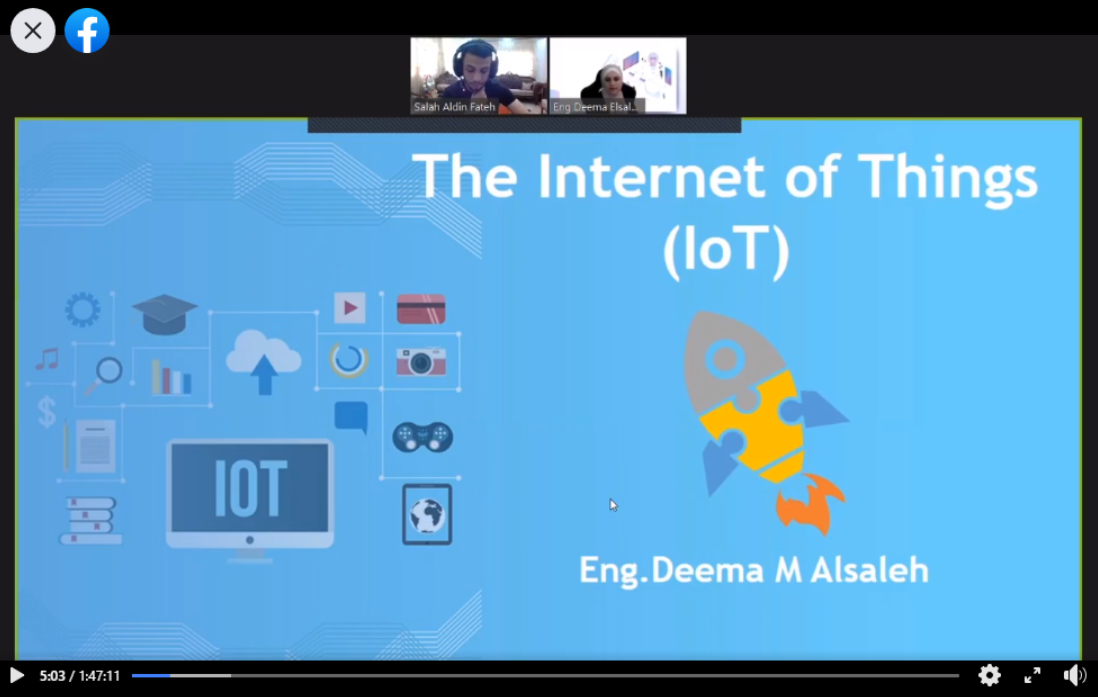 Salah Aldin Fateh
Eng Deema Elsal...
The Internet of Things
(IoT)
$
IOT
Eng.Deema M Alsaleh
5:03 / 1:47:11